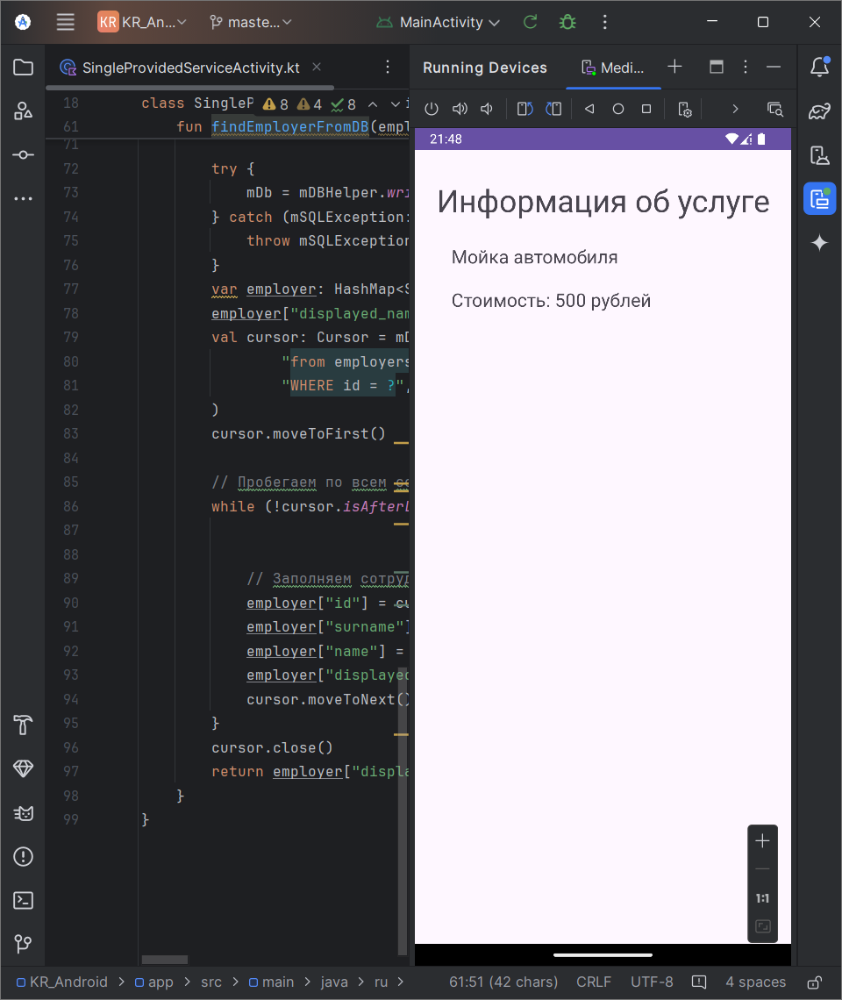 KR KR_An... maste... MainActivity
SingleProvidedServiceActivity.kt
Running Devices Medi...
18 class SingleP 8 4 8
61 fun findEmployerFromDB(empl
71
72 try {
73 mDb = mDBHelper.wri
74 } catch (mSQLException:
75 throw mSQLException
76 }
77 var employer: HashMap<S
78 employer["displayed_nam
79 val cursor: Cursor = mD
80 "from employers
81 "WHERE id = ?",
82 )
83 cursor.moveToFirst()
84
85 // Пробегаем по всем со
86 while (!cursor.isAfterL
87
88
89 // Заполняем сотруд
90 employer["id"] = cu
91 employer["surname"]
92 employer["name"] =
93 employer["displayed
94 cursor.moveToNext()
95 }
96 cursor.close()
97 return employer["displa
98 }
99 }
21:48
Информация об услуге
Мойка автомобиля
Стоимость: 500 рублей
1:1
KR_Android > app > src > main > java > ru > 61:51 (42 chars) CRLF UTF-8 4 spaces